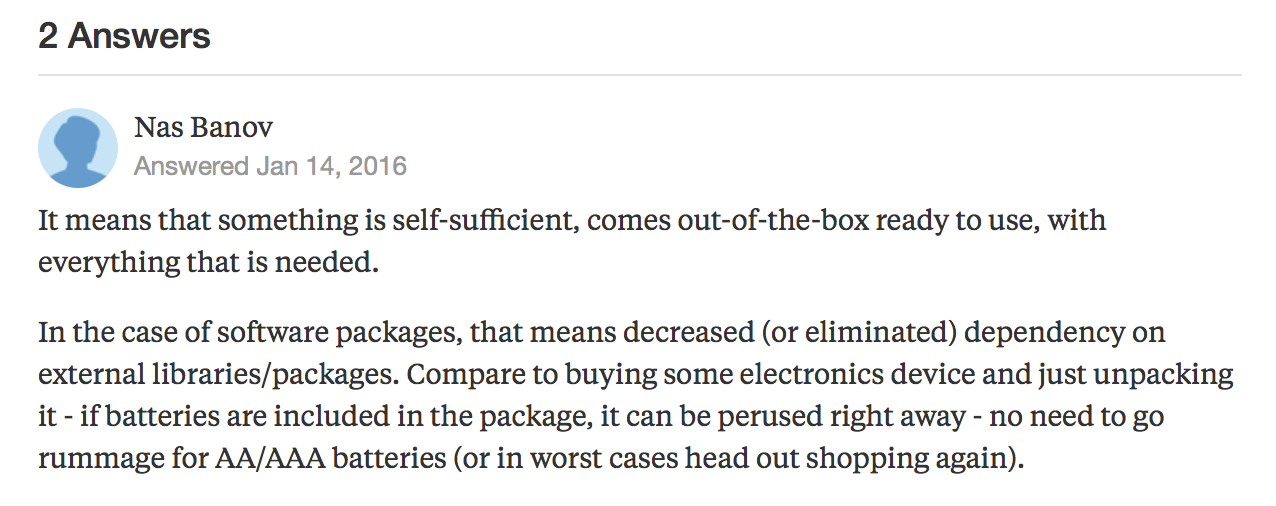 2 Answers
Nas Banov
Answered Jan 14, 2016
It means that something is self-sufficient, comes out-of-the-box ready to use, with
everything that is needed.
In the case of software packages, that means decreased (or eliminated) dependency on
external libraries/packages. Compare to buying some electronics device and just unpacking
it - if batteries are included in the package, it can be perused right away - no need to go
rummage for AA/AAA batteries (or in worst cases head out shopping again).